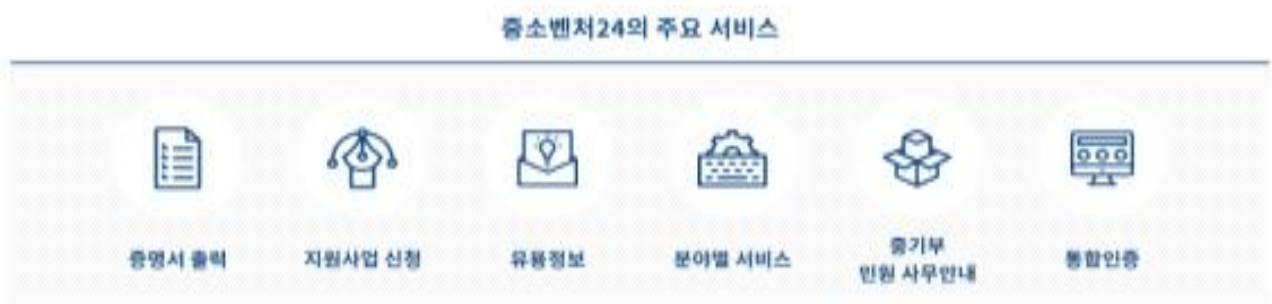 중소벤처24의 주요 서비스
증명서 출력
지원사업 신청
유용정보
분야별 서비스
중기부
민원 사무안내
통합인증